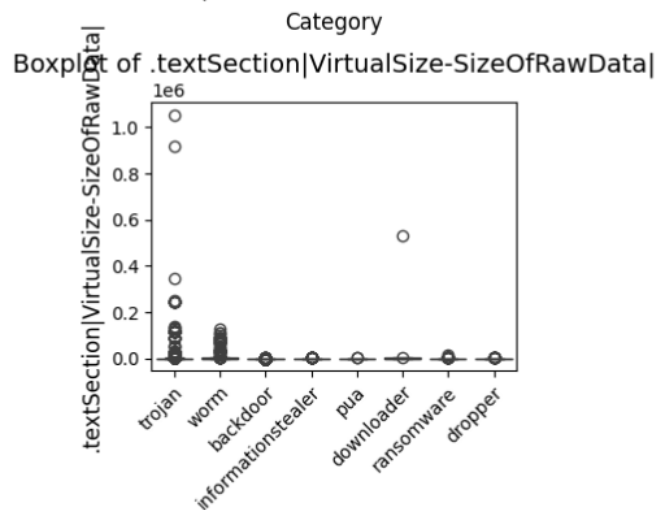 Category
Boxplot of .textSection|VirtualSize-SizeOfRawData|
1e6
.textSection|VirtualSize-SizeOfRawData|
1.0
0.8
0.6
0.4
0.2
0.0
trojan
worm
backdoor
informationstealer
pua
downloader
ransomware
dropper